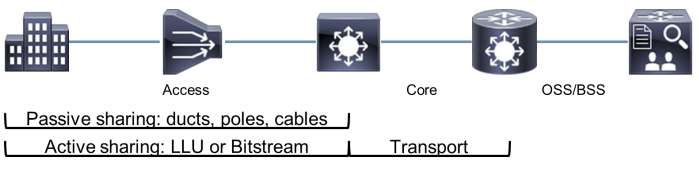 Access
Core
OSS/BSS
Passive sharing: ducts, poles, cables
Active sharing: LLU or Bitstream
Transport